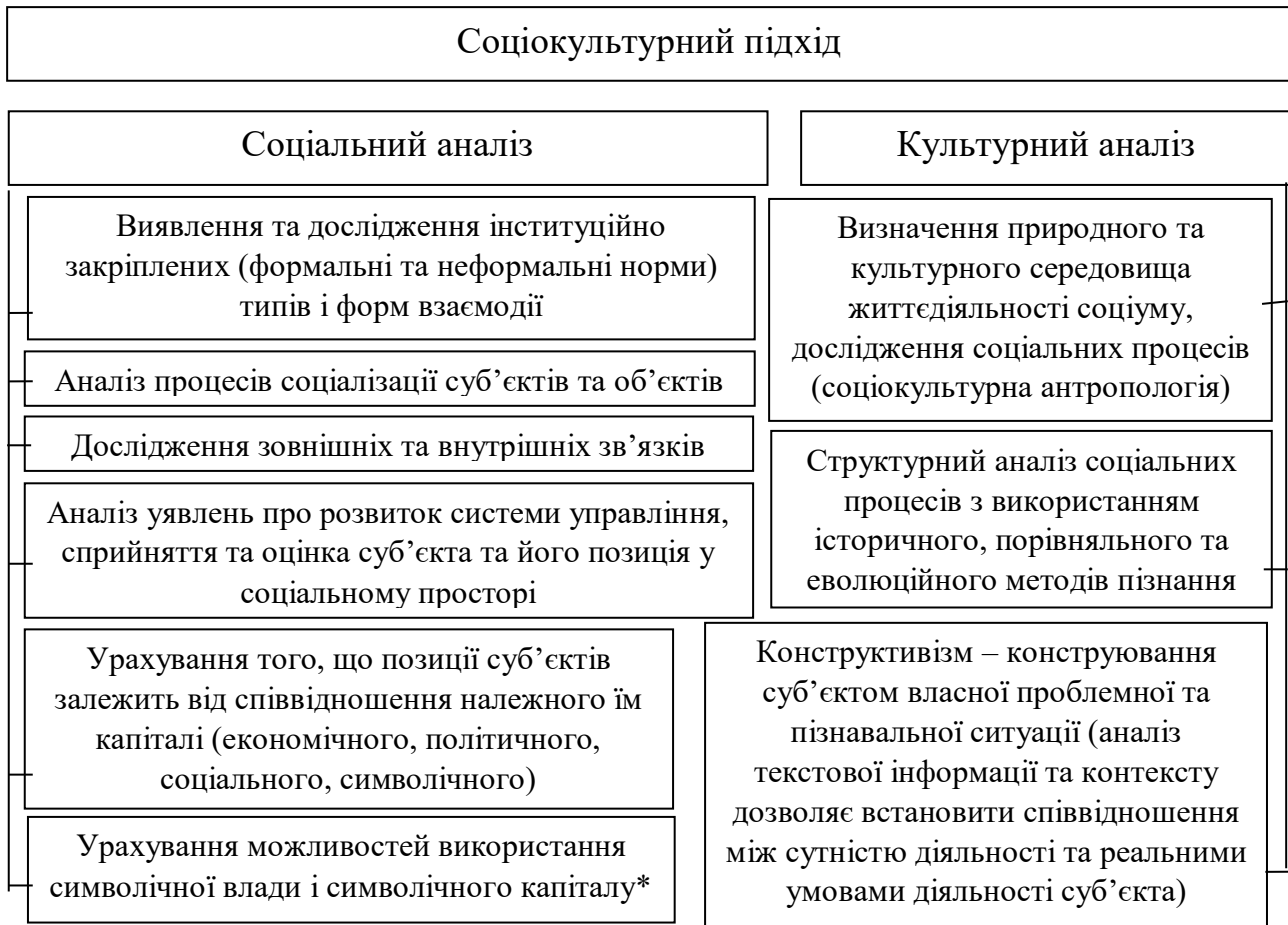 Соціокультурний підхід
Соціальний аналіз
Виявлення та дослідження інституційно
закріплених (формальні та неформальні норми)
типів і форм взаємодії
Аналіз процесів соціалізації суб’єктів та об’єктів
Дослідження зовнішніх та внутрішніх зв’язків
Аналіз уявлень про розвиток системи управління,
сприйняття та оцінка суб’єкта та його позиція у
соціальному просторі
Урахування того, що позиції суб’єктів
залежить від співвідношення належного їм
капіталі (економічного, політичного,
соціального, символічного)
Урахування можливостей використання
символічної влади і символічного капіталу*
Культурний аналіз
Визначення природного та
культурного середовища
життєдіяльності соціуму,
дослідження соціальних процесів
(соціокультурна антропологія)
Структурний аналіз соціальних
процесів з використанням
історичного, порівняльного та
еволюційного методів пізнання
Конструктивізм – конструювання
суб’єктом власної проблемної та
пізнавальної ситуації (аналіз
текстової інформації та контексту
дозволяє встановити співвідношення
між сутністю діяльності та реальними
умовами діяльності суб’єкта)